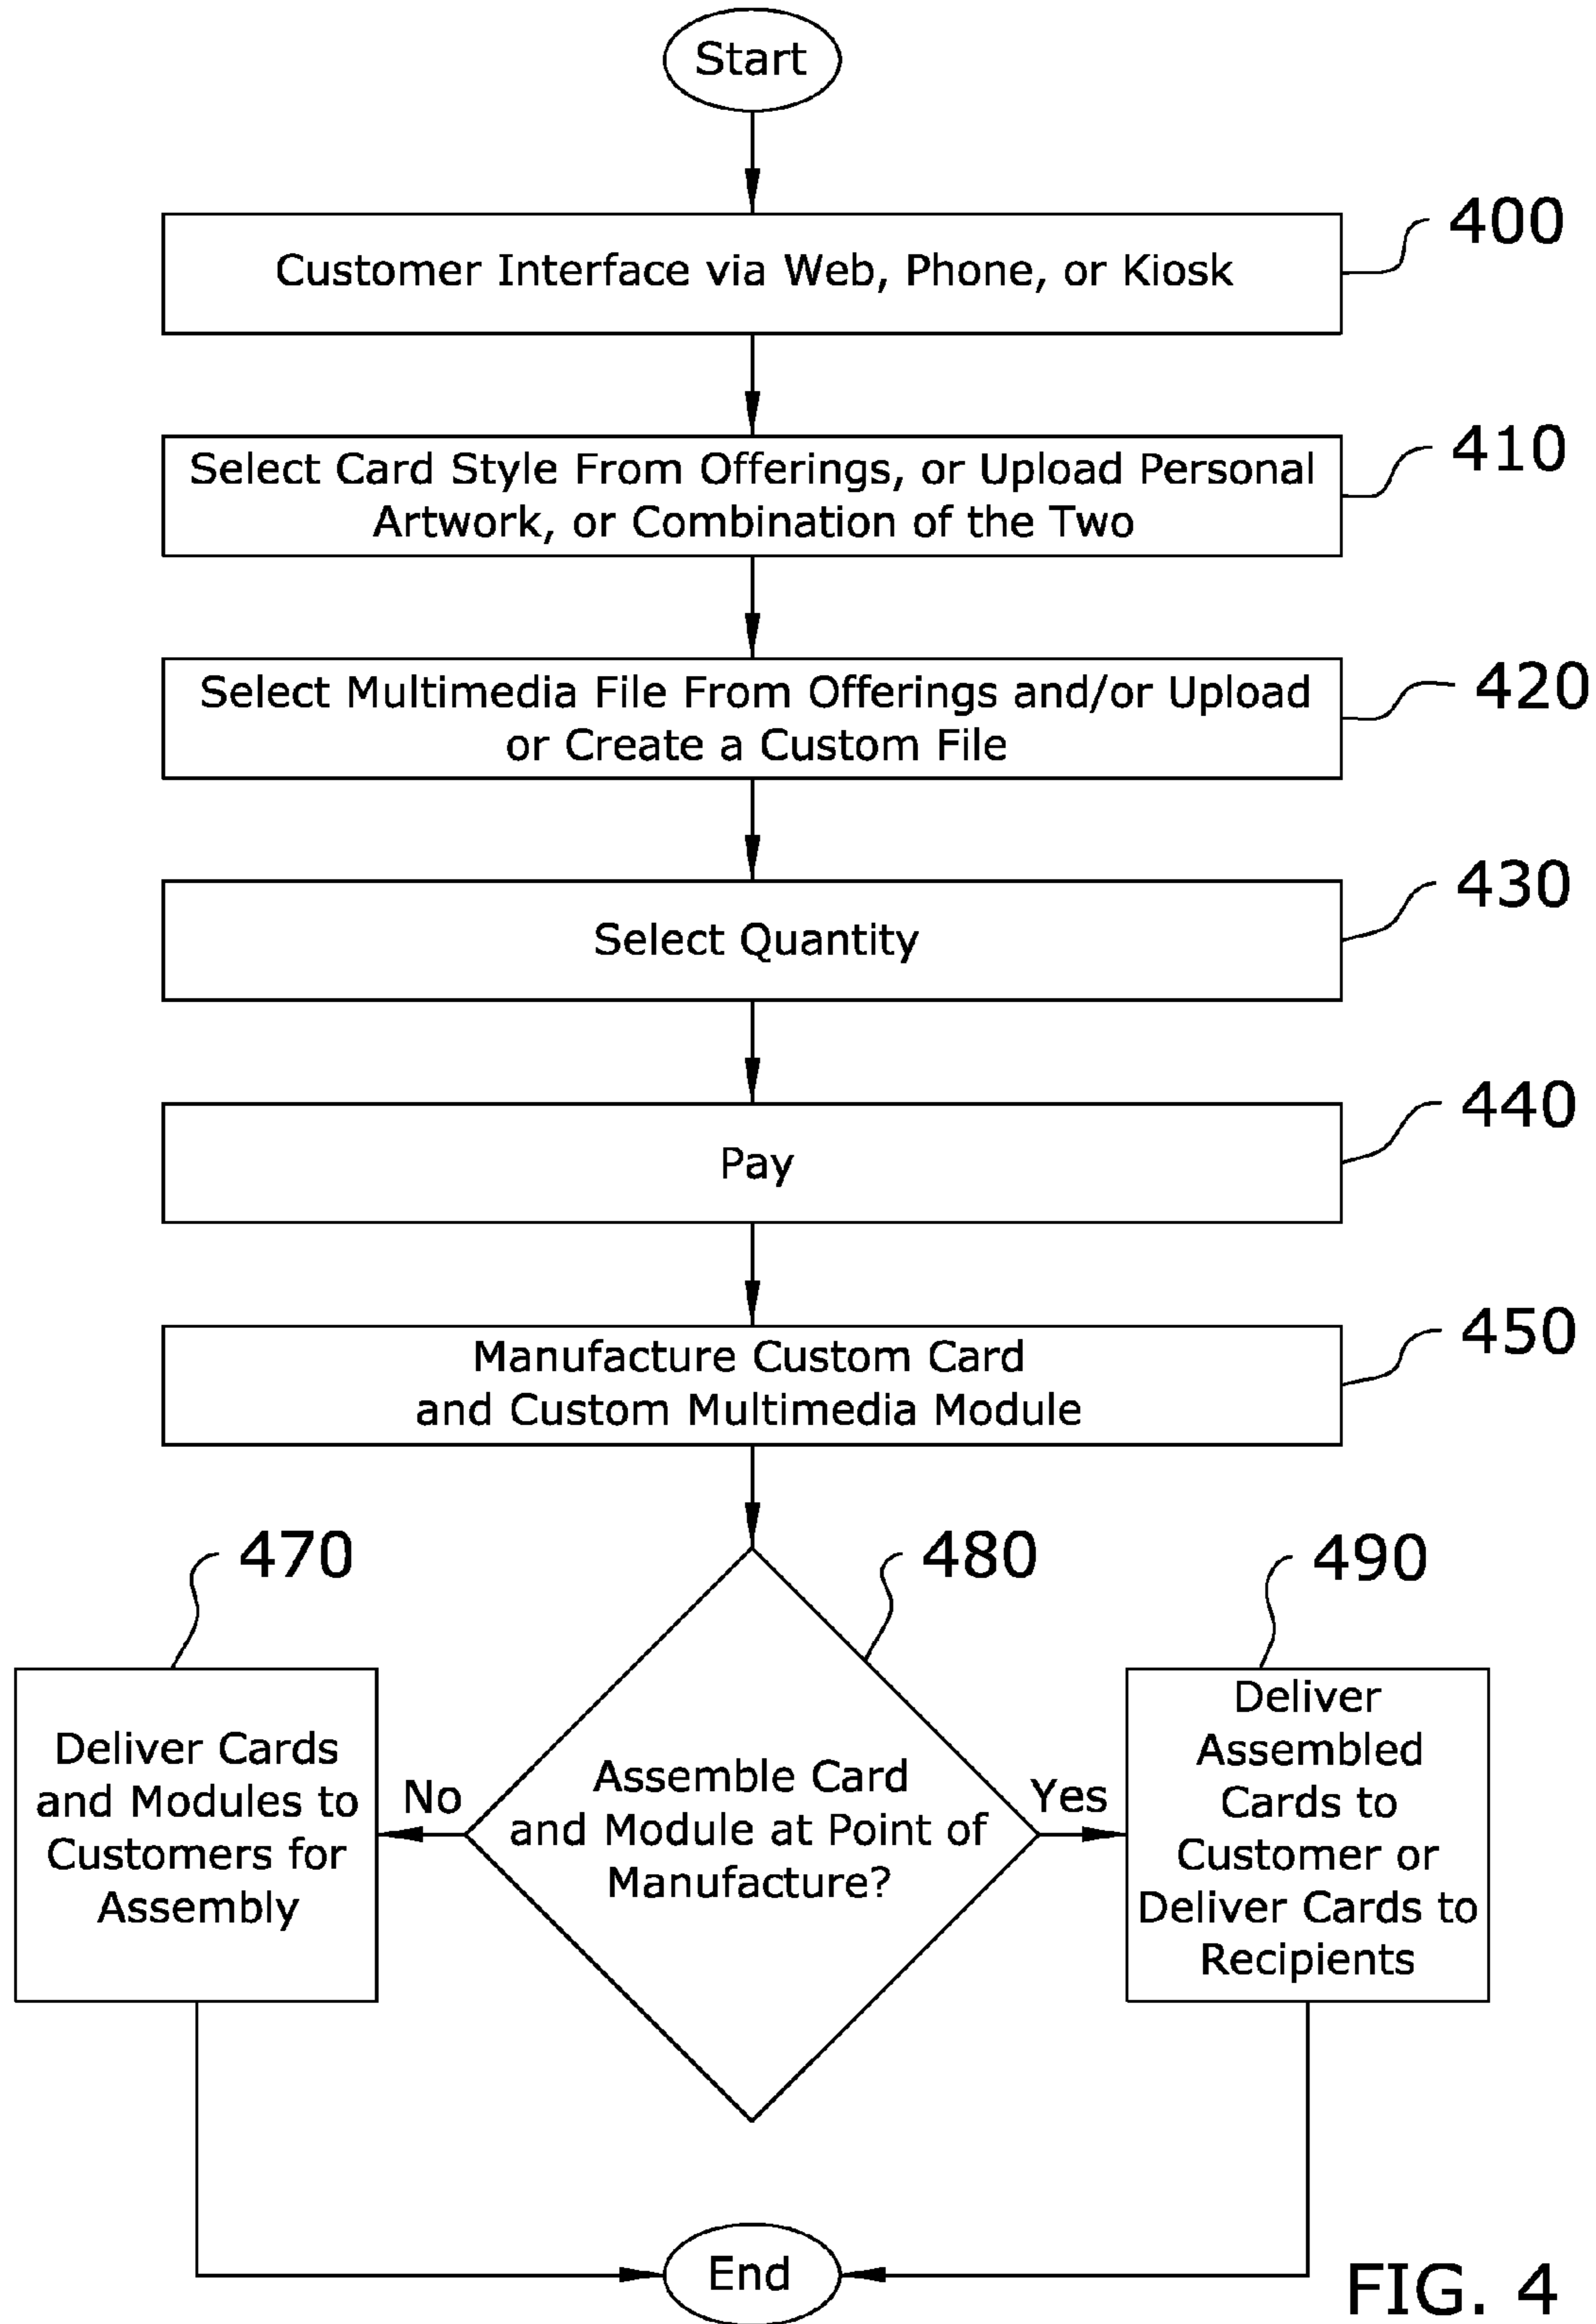 Start
400
Customer Interface via Web, Phone, or Kiosk
410
Select Card Style From Offerings, or Upload Personal
Artwork, or Combination of the Two
420
Select Multimedia File From Offerings and/or Upload
or Create a Custom File
430
Select Quantity
440
Pay
450
Manufacture Custom Card
and Custom Multimedia Module
470
Deliver Cards
and Modules to
Customers for
Assembly
No
480
Assemble Card
and Module at Point of
Manufacture?
Yes
490
Deliver
Assembled
Cards to
Customer or
Deliver Cards to
Recipients
End
FIG. 4